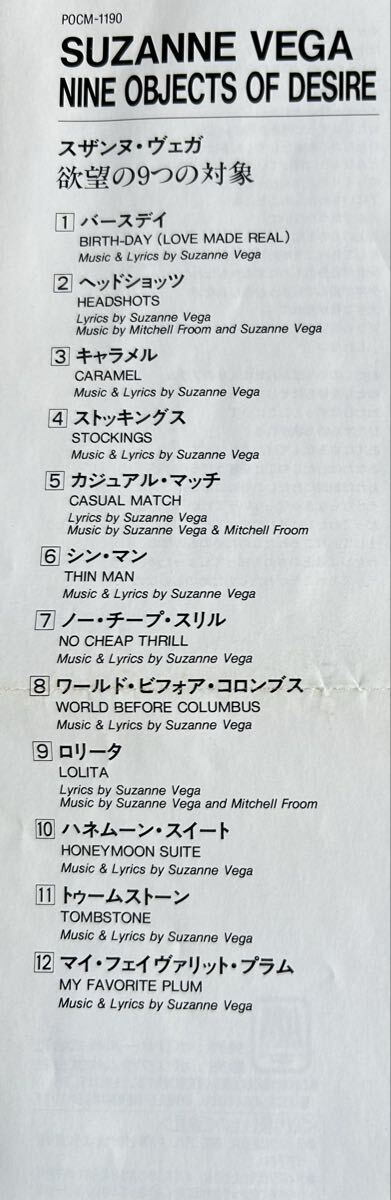 POCM-1190
SUZANNE VEGA
NINE OBJECTS OF DESIRE
スザンヌ・ヴェガ
欲望の9つの対象
1 バースデイ
BIRTH-DAY (LOVE MADE REAL)
Music & Lyrics by Suzanne Vega
2 ヘッドショッツ
HEADSHOTS
Lyrics by Suzanne Vega
Music by Mitchell Froom and Suzanne Vega
3 キャラメル
CARAMEL
Music & Lyrics by Suzanne Vega
4 ストッキングス
STOCKINGS
Music & Lyrics by Suzanne Vega
5 カジュアル・マッチ
CASUAL MATCH
Lyrics by Suzanne Vega
Music by Suzanne Vega & Mitchell Froom
6 シン・マン
THIN MAN
Music & Lyrics by Suzanne Vega
7 ノー・チープ・スリル
NO CHEAP THRILL
Music & Lyrics by Suzanne Vega
8 ワールド・ビフォア・コロンブス
WORLD BEFORE COLUMBUS
Music & Lyrics by Suzanne Vega
9 ロリータ
LOLITA
Lyrics by Suzanne Vega
Music by Suzanne Vega and Mitchell Froom
10 ハネムーン・スイート
HONEYMOON SUITE
Music & Lyrics by Suzanne Vega
11 トゥームストーン
TOMBSTONE
Music & Lyrics by Suzanne Vega
12 マイ・フェイヴァリット・プラム
MY FAVORITE PLUM
Music & Lyrics by Suzanne Vega